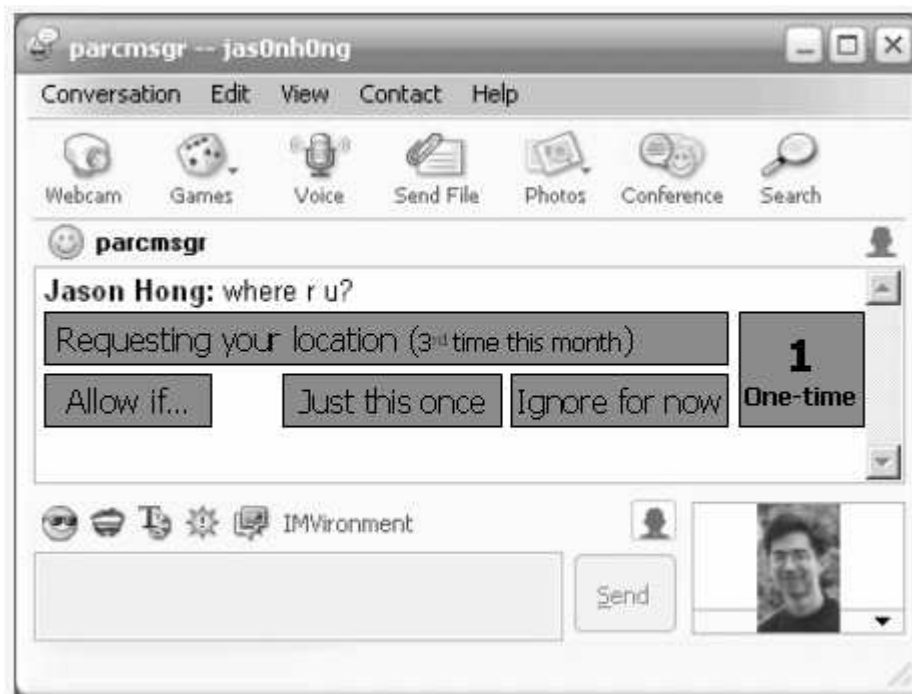 parcmsgr -- jas0nh0ng
Conversation Edit View Contact Help
Webcam Games Voice Send File Photos Conference Search
parcmsgr
Jason Hong: where r u?
Requesting your location (3rd time this month)
1
One-time
Allow if... Just this once Ignore for now
IMVironment
Send